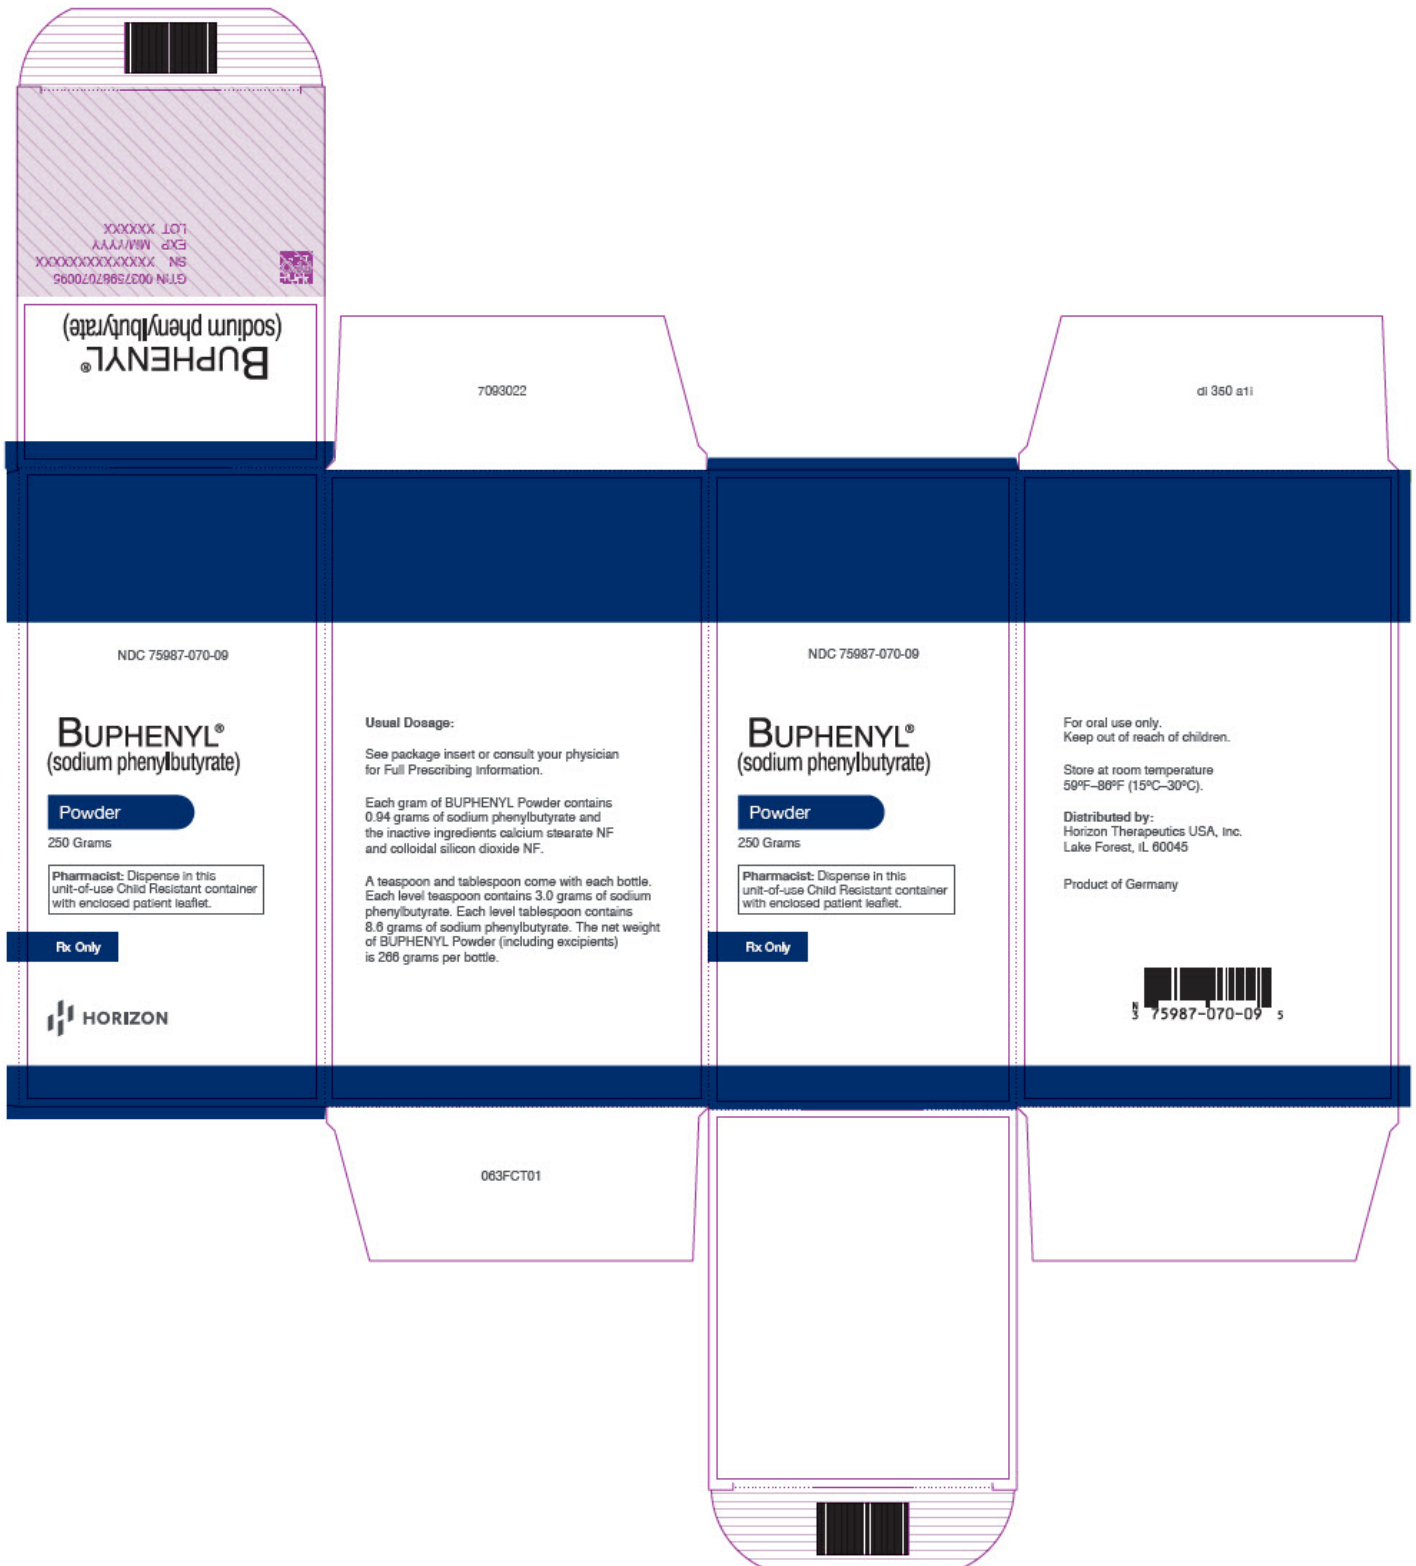 LOT XXXXXX
EXP MM/YYYY
SN XXXXXXXXXXXXXX
GTIN 00375987070095
BUPHENYL®
(sodium phenylbutyrate)
7093022
di 350 a1i
NDC 75987-070-09
BUPHENYL®
(sodium phenylbutyrate)
Powder
250 Grams
Pharmacist: Dispense in this
unit-of-use Child Resistant container
with enclosed patient leaflet.
Rx Only
HORIZON
Usual Dosage:
See package insert or consult your physician
for Full Prescribing Information.
Each gram of BUPHENYL Powder contains
0.94 grams of sodium phenylbutyrate and
the inactive ingredients calcium stearate NF
and colloidal silicon dioxide NF.
A teaspoon and tablespoon come with each bottle.
Each level teaspoon contains 3.0 grams of sodium
phenylbutyrate. Each level tablespoon contains
8.6 grams of sodium phenylbutyrate. The net weight
of BUPHENYL Powder (including excipients)
is 266 grams per bottle.
NDC 75987-070-09
BUPHENYL®
(sodium phenylbutyrate)
Powder
250 Grams
Pharmacist: Dispense in this
unit-of-use Child Resistant container
with enclosed patient leaflet.
Rx Only
For oral use only.
Keep out of reach of children.
Store at room temperature
59ºF–86ºF (15ºC–30ºC).
Distributed by:
Horizon Therapeutics USA, Inc.
Lake Forest, IL 60045
Product of Germany
N
3 75987-070-09 5
063FCT01